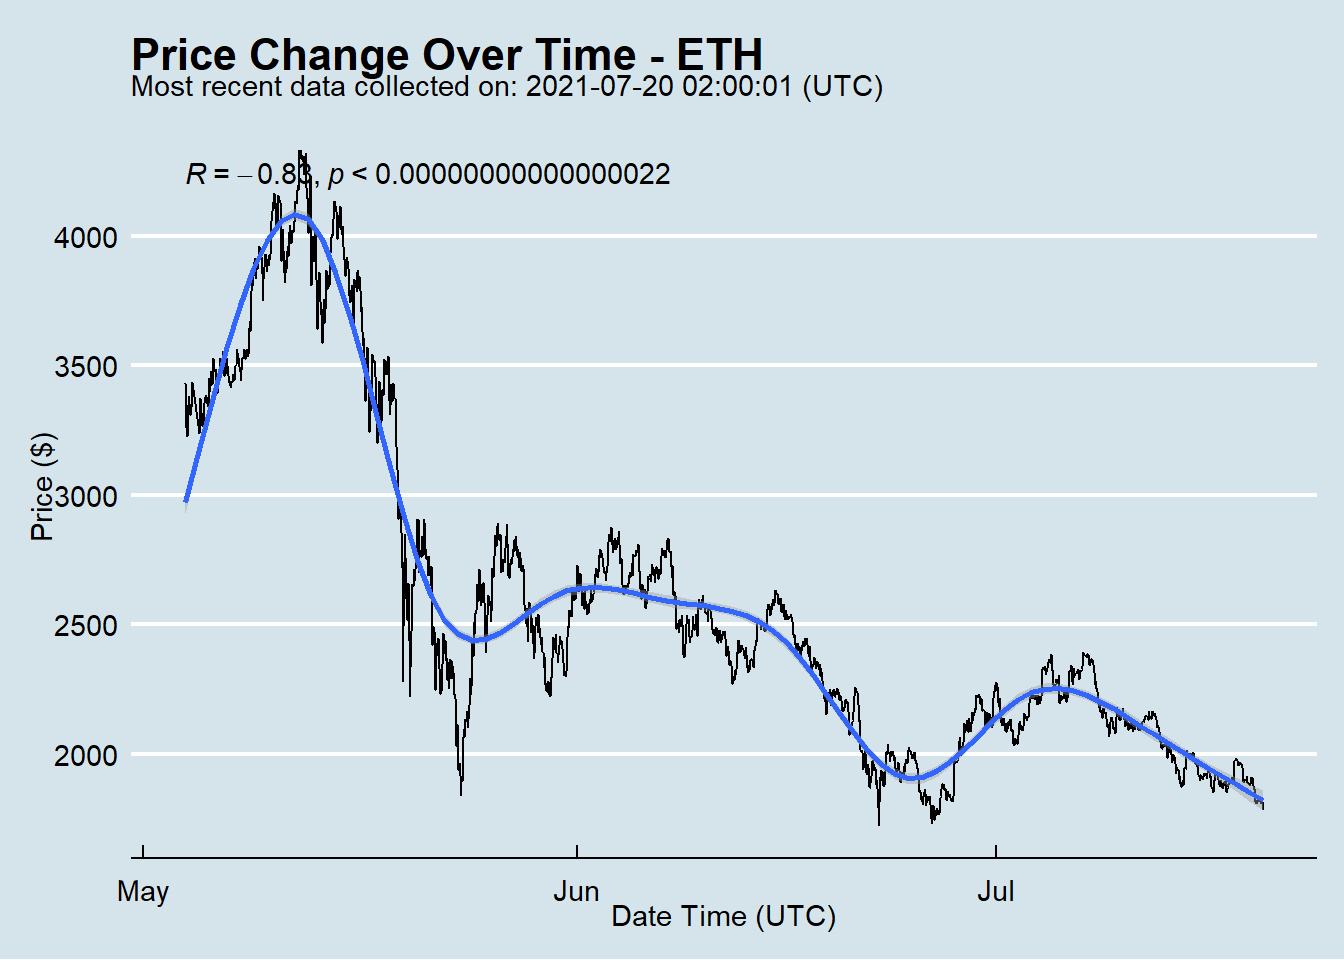 Price Change Over Time - ETH
Most recent data collected on: 2021-07-20 02:00:01 (UTC)
R = −0.83, p < 0.00000000000000022
4000
3500
3000
2500
2000
Price ($)
May
Jun
Jul
Date Time (UTC)